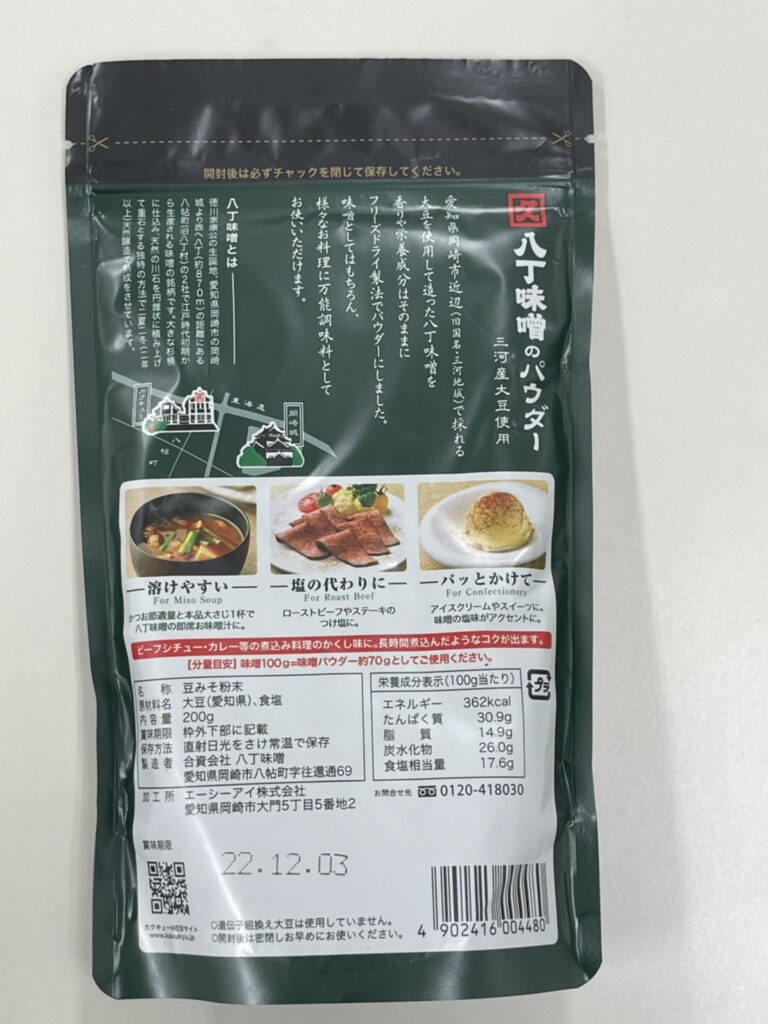 開封後は必ずチャックを閉じて保存してください。
久
八丁味噌のパウダー
三河産大豆使用
愛知県岡崎市近辺(旧国名・三河地域)で採れる
大豆を使用して造った八丁味噌を
香りや栄養成分はそのままに
フリーズドライ製法でパウダーにしました。
味噌としてはもちろん、
様々なお料理に万能調味料として
お使いいただけます。
八丁味噌とは
徳川家康公の生誕地、愛知県岡崎市の岡崎
城より西へ八丁(約870m)の距離にある
八帖町(旧八丁村)の2社で江戸時代初期か
ら生産される味噌の銘柄です。大きな杉桶
に仕込み、天然の川石を円錐状に積み上げ
て重石とする独特の方法で二夏二冬(二年
以上)天然醸造で熟成をさせています。
カクキュー
東海道
岡崎城
八帖町
溶けやすい
For Miso Soup
かつお節適量と本品大さじ1杯で
八丁味噌の即席お味噌汁に。
塩の代わりに
For Roast Beef
ローストビーフやステーキの
つけ塩に。
パッとかけて
For Confectionery
アイスクリームやスイーツに。
味噌の塩味がアクセントに。
ビーフシチュー・カレー等の煮込み料理のかくし味に。長時間煮込んだようなコクが出ます。
【分量目安】味噌100g=味噌パウダー約70gとしてご使用ください。
名称 豆みそ粉末
原材料名 大豆(愛知県)、食塩
内容量 200g
賞味期限 枠外下部に記載
保存方法 直射日光をさけ常温で保存
製造者 合資会社 八丁味噌
愛知県岡崎市八帖町字往還通69
加工所 エーシーアイ株式会社
愛知県岡崎市大門5丁目5番地2
栄養成分表示(100g当たり)
エネルギー 362kcal
たんぱく質 30.9g
脂質 14.9g
炭水化物 26.0g
食塩相当量 17.6g
プラ
お問合せ先 0120-418030
賞味期限
22.12.03
カクキューWEBサイト
www.kakukyu.jp
○遺伝子組換え大豆は使用していません。
○開封後は密閉しお早めにお使いください。
4 902416 004480